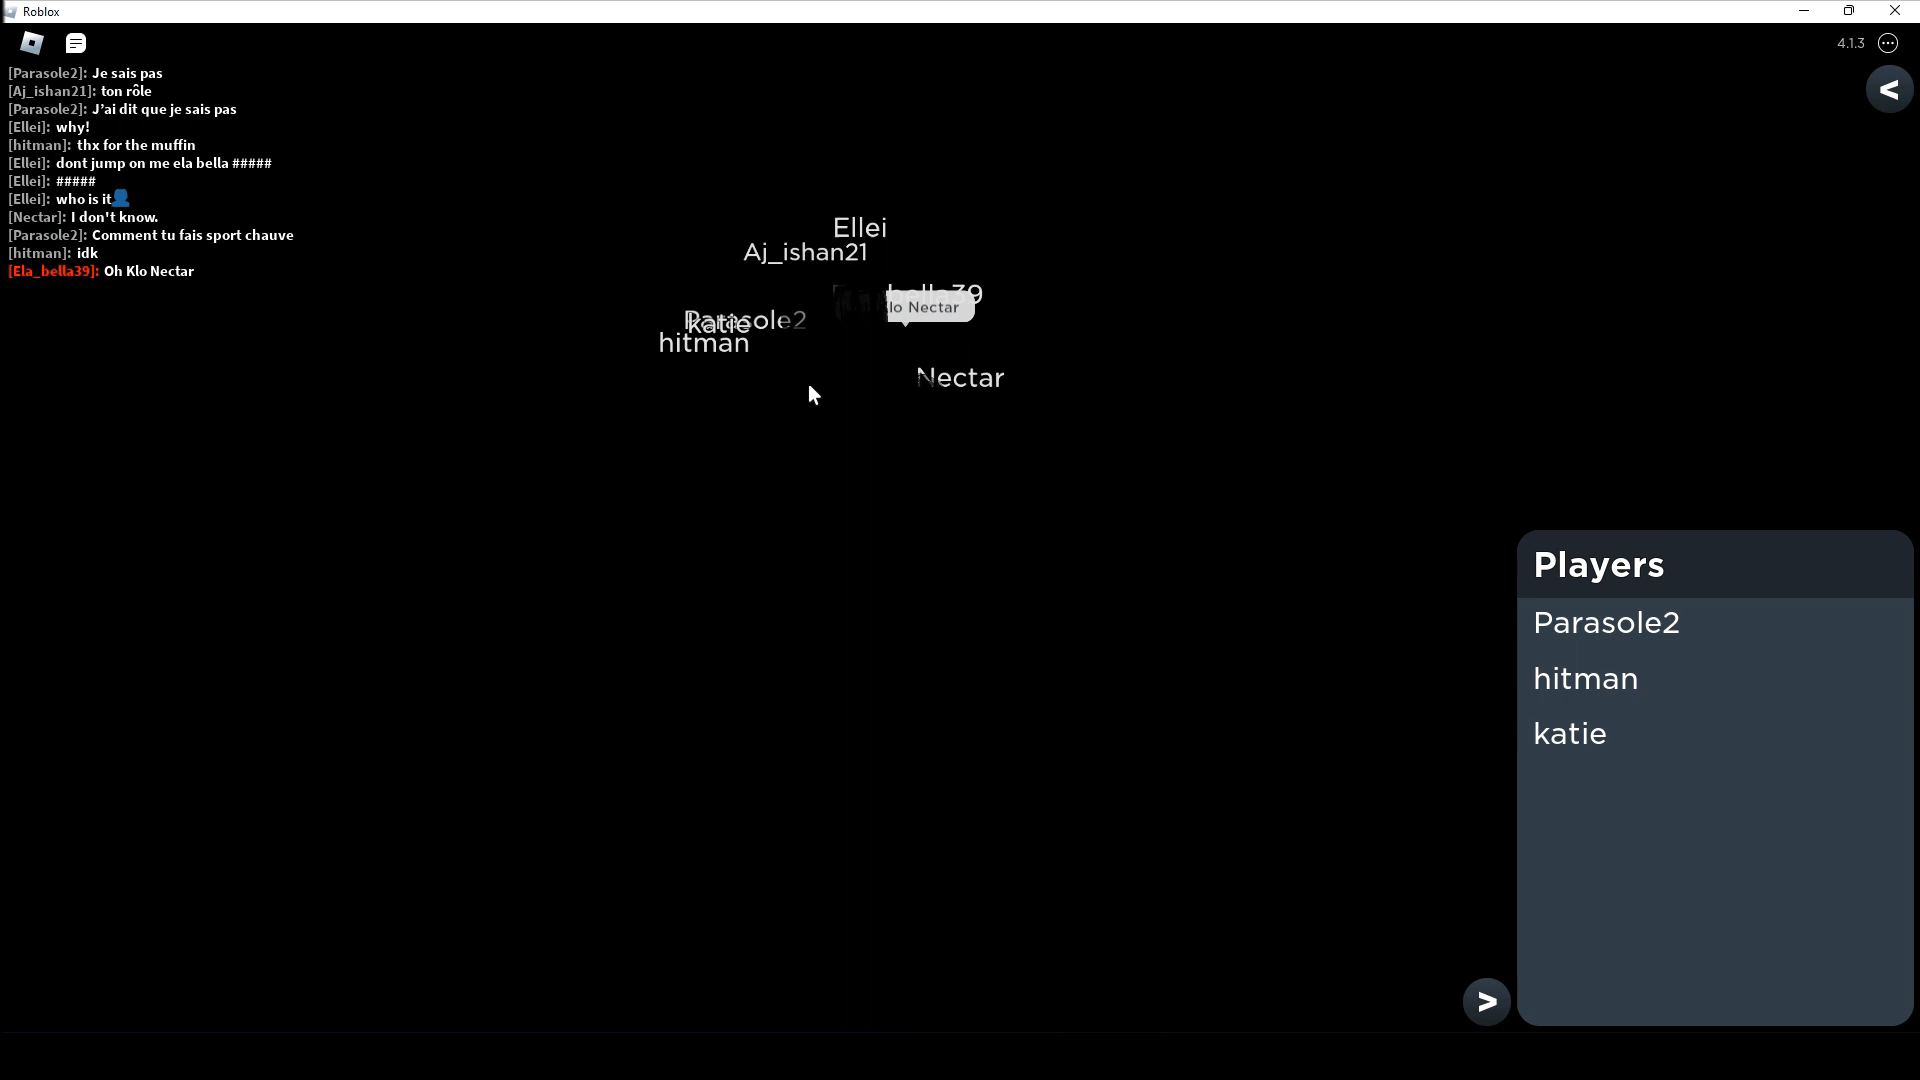 Roblox
4.1.3
[Parasole2]: Je sais pas
[Aj_ishan21]: ton rôle
[Parasole2]: J’ai dit que je sais pas
[Ellei]: why!
[hitman]: thx for the muffin
[Ellei]: dont jump on me ela bella #####
[Ellei]: #####
[Ellei]: who is it👤
[Nectar]: I don't know.
[Parasole2]: Comment tu fais sport chauve
[hitman]: idk
[Ela_bella39]: Oh Klo Nectar
<
Ellei
Aj_ishan21
bella39
lo Nectar
Parasole2
katie
hitman
Nectar
Players
Parasole2
hitman
katie
>